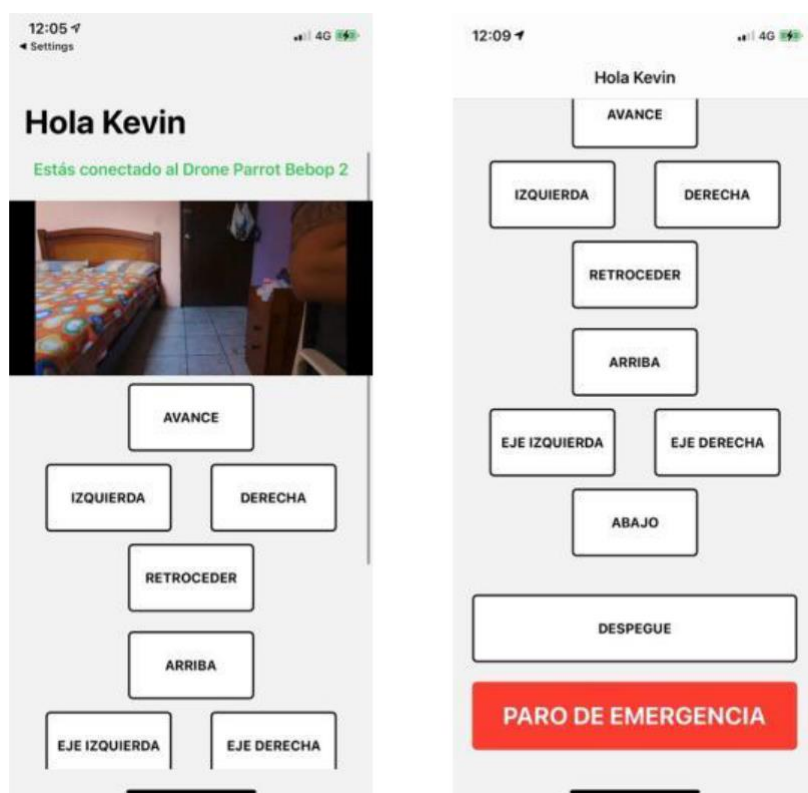 12:05
4G
◀ Settings
Hola Kevin
Estás conectado al Drone Parrot Bebop 2
AVANCE
IZQUIERDA
DERECHA
RETROCEDER
ARRIBA
EJE IZQUIERDA
EJE DERECHA
12:09
4G
Hola Kevin
AVANCE
IZQUIERDA
DERECHA
RETROCEDER
ARRIBA
EJE IZQUIERDA
EJE DERECHA
ABAJO
DESPEGUE
PARO DE EMERGENCIA